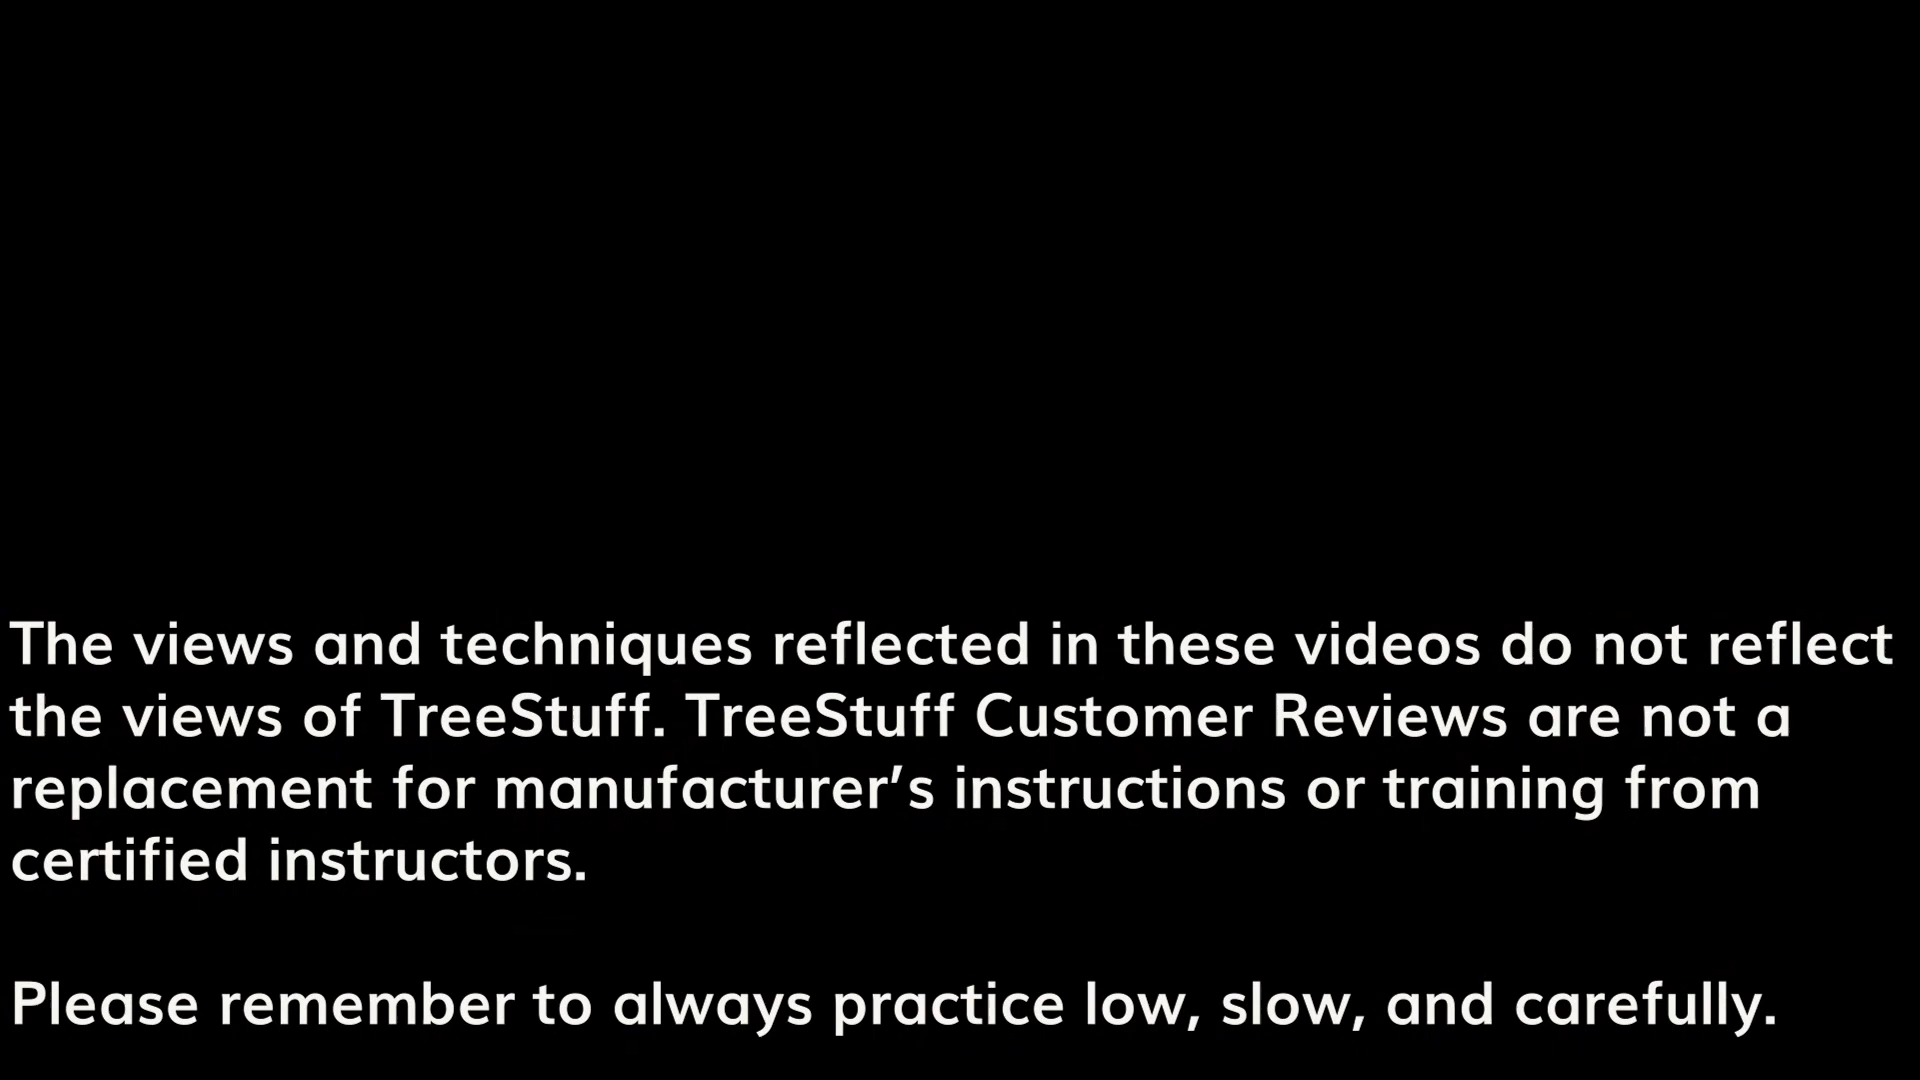 The views and techniques reflected in these videos do not reflect
the views of TreeStuff. TreeStuff Customer Reviews are not a
replacement for manufacturer’s instructions or training from
certified instructors.
Please remember to always practice low, slow, and carefully.